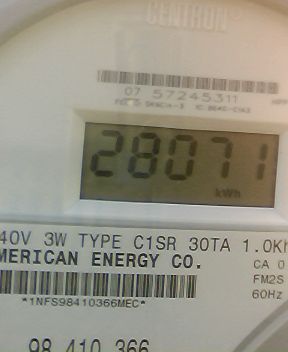 CENTRON®
07 57245311
28071
kWh
40V 3W TYPE C1SR 30TA 1.0Kh
MERICAN ENERGY CO.
CA 0
FM2S
60Hz
*1NFS98410366MEC*
98 410 366